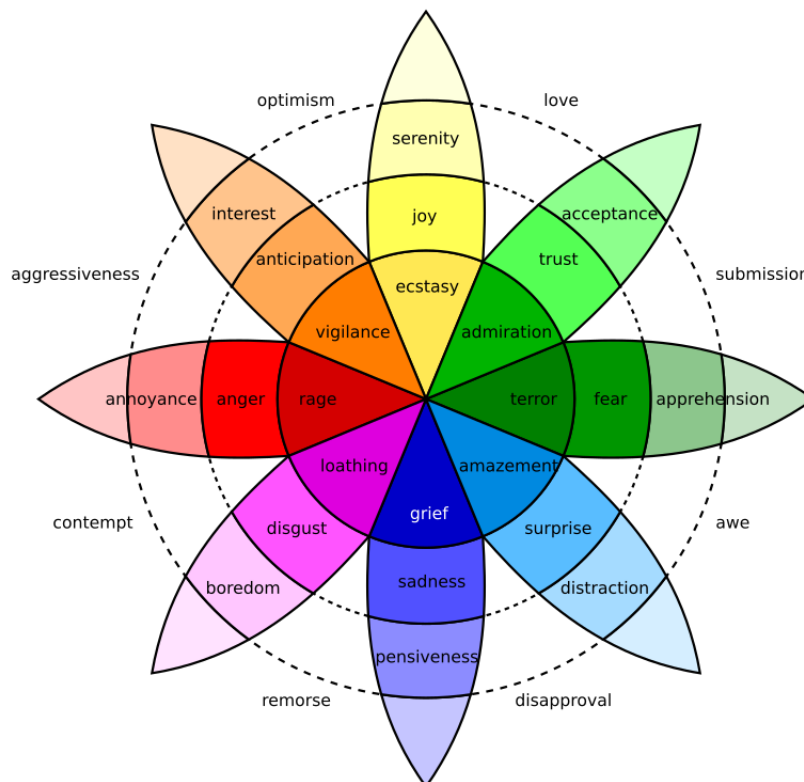 optimism
love
serenity
interest
acceptance
joy
anticipation
trust
aggressiveness
submission
ecstasy
vigilance
admiration
annoyance
anger
rage
terror
fear
apprehension
loathing
amazement
grief
contempt
disgust
surprise
awe
boredom
sadness
distraction
pensiveness
remorse
disapproval